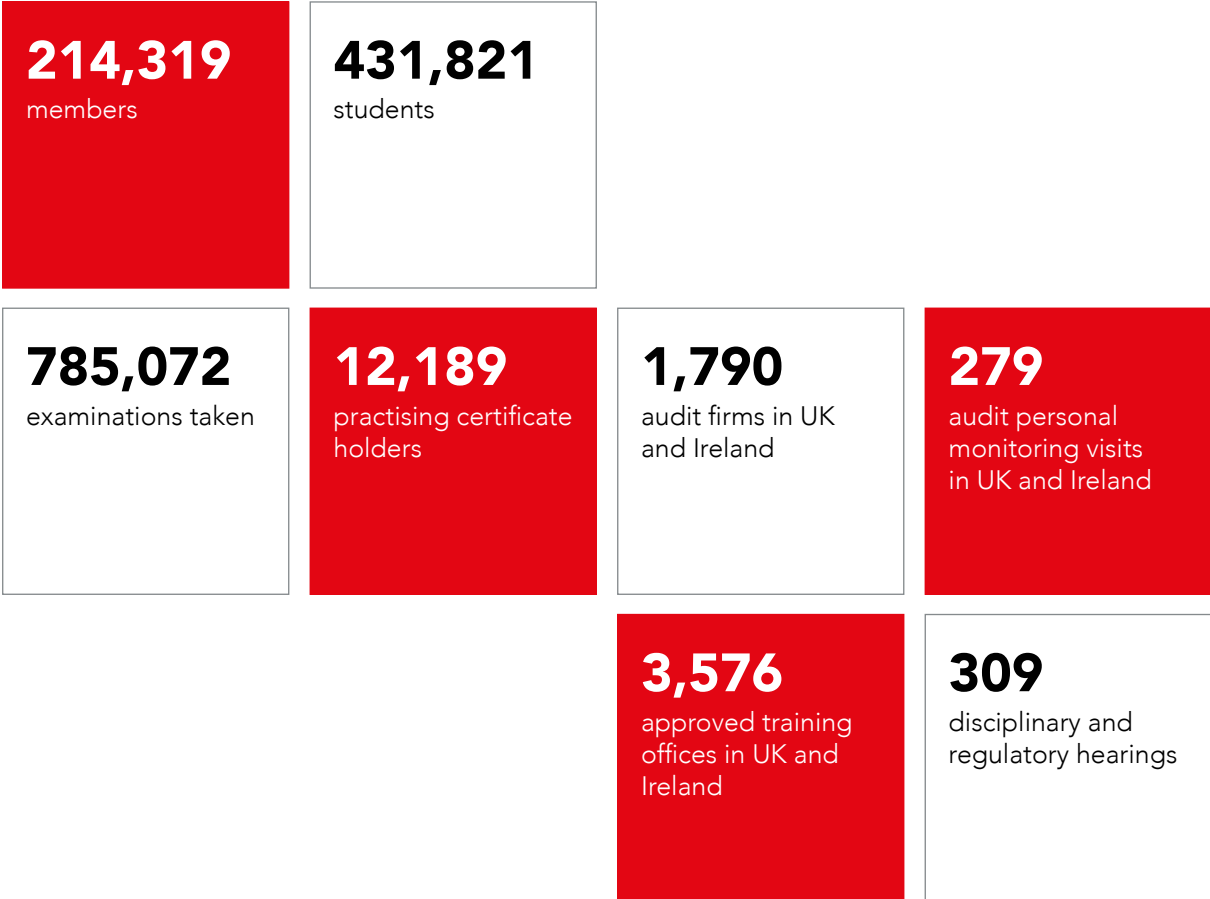 214,319
members
431,821
students
785,072
examinations taken
12,189
practising certificate
holders
1,790
audit firms in UK
and Ireland
279
audit personal
monitoring visits
in UK and Ireland
3,576
approved training
offices in UK and
Ireland
309
disciplinary and
regulatory hearings